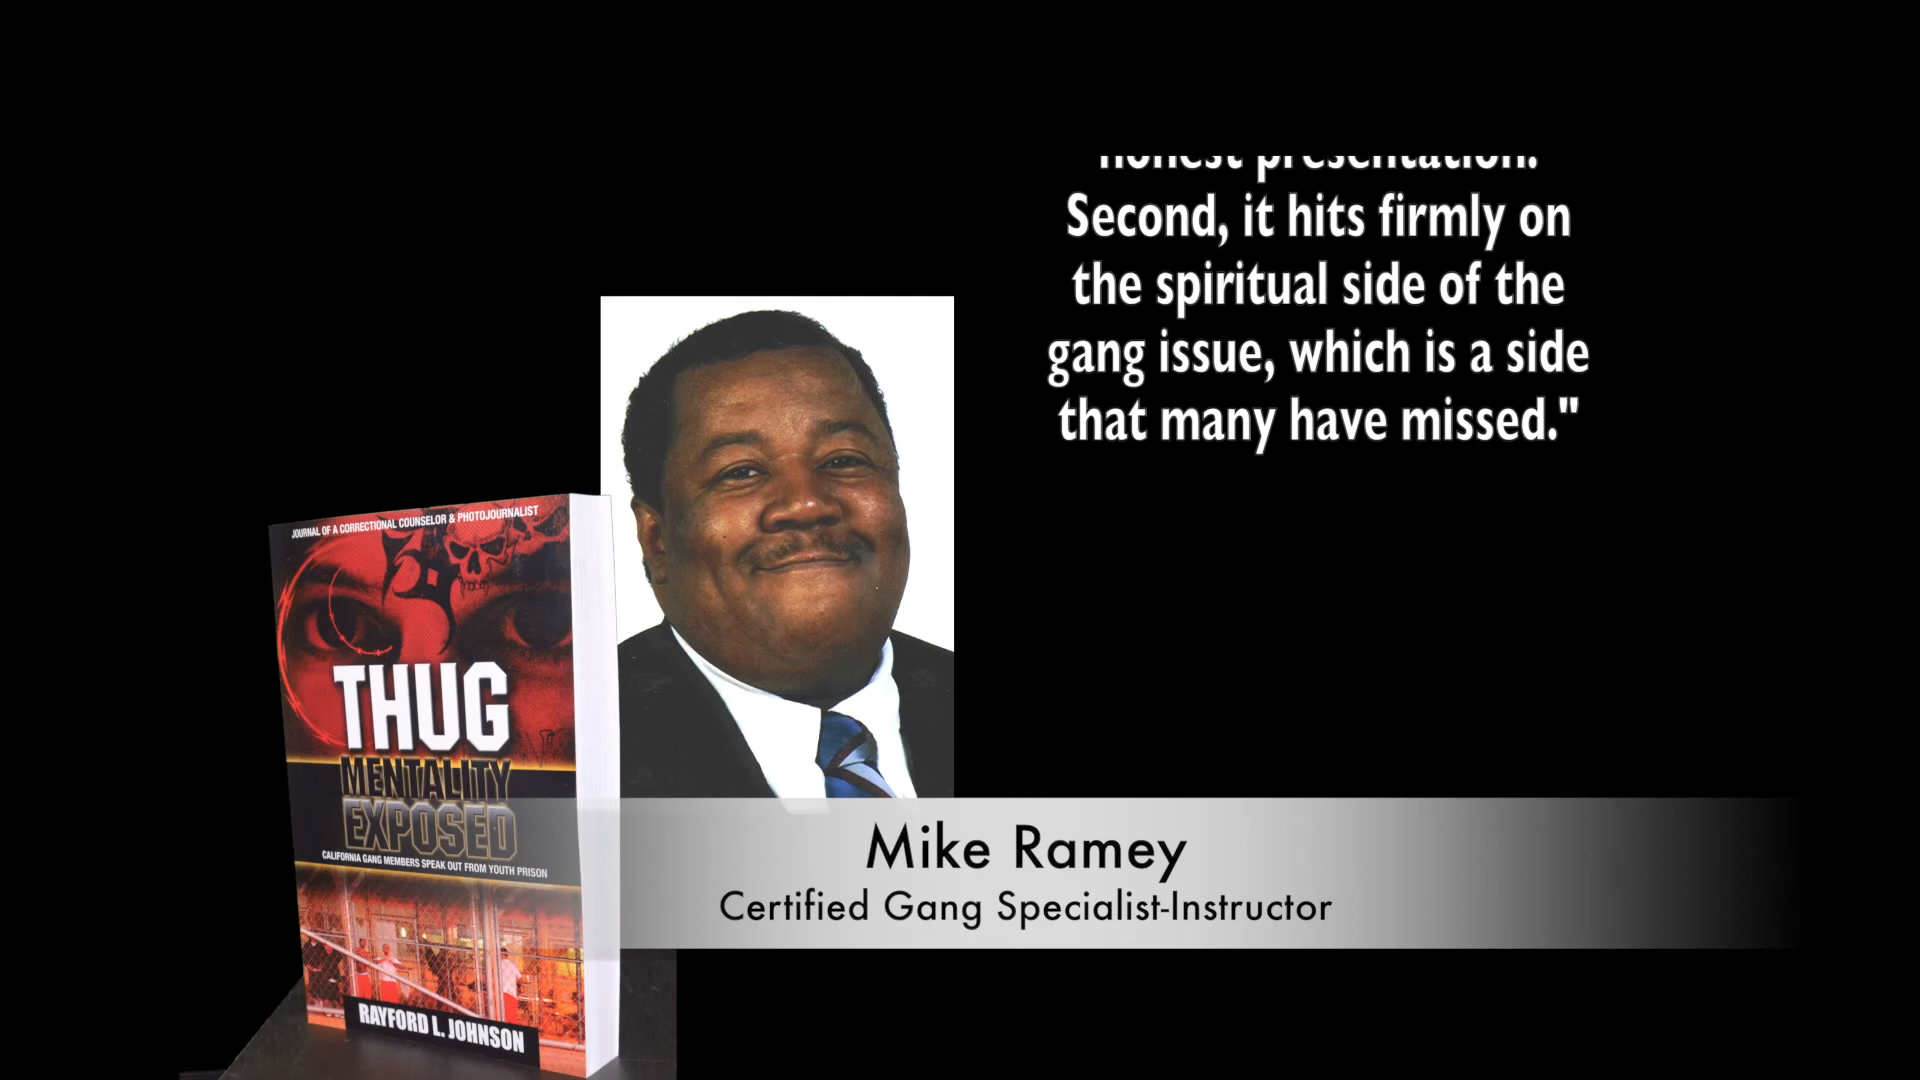 honest presentation.
Second, it hits firmly on
the spiritual side of the
gang issue, which is a side
that many have missed."
JOURNAL OF A CORRECTIONAL COUNSELOR & PHOTOJOURNALIST
THUG
MENTALITY
EXPOSED
CALIFORNIA GANG MEMBERS SPEAK OUT FROM YOUTH PRISON
RAYFORD L. JOHNSON
Mike Ramey
Certified Gang Specialist-Instructor